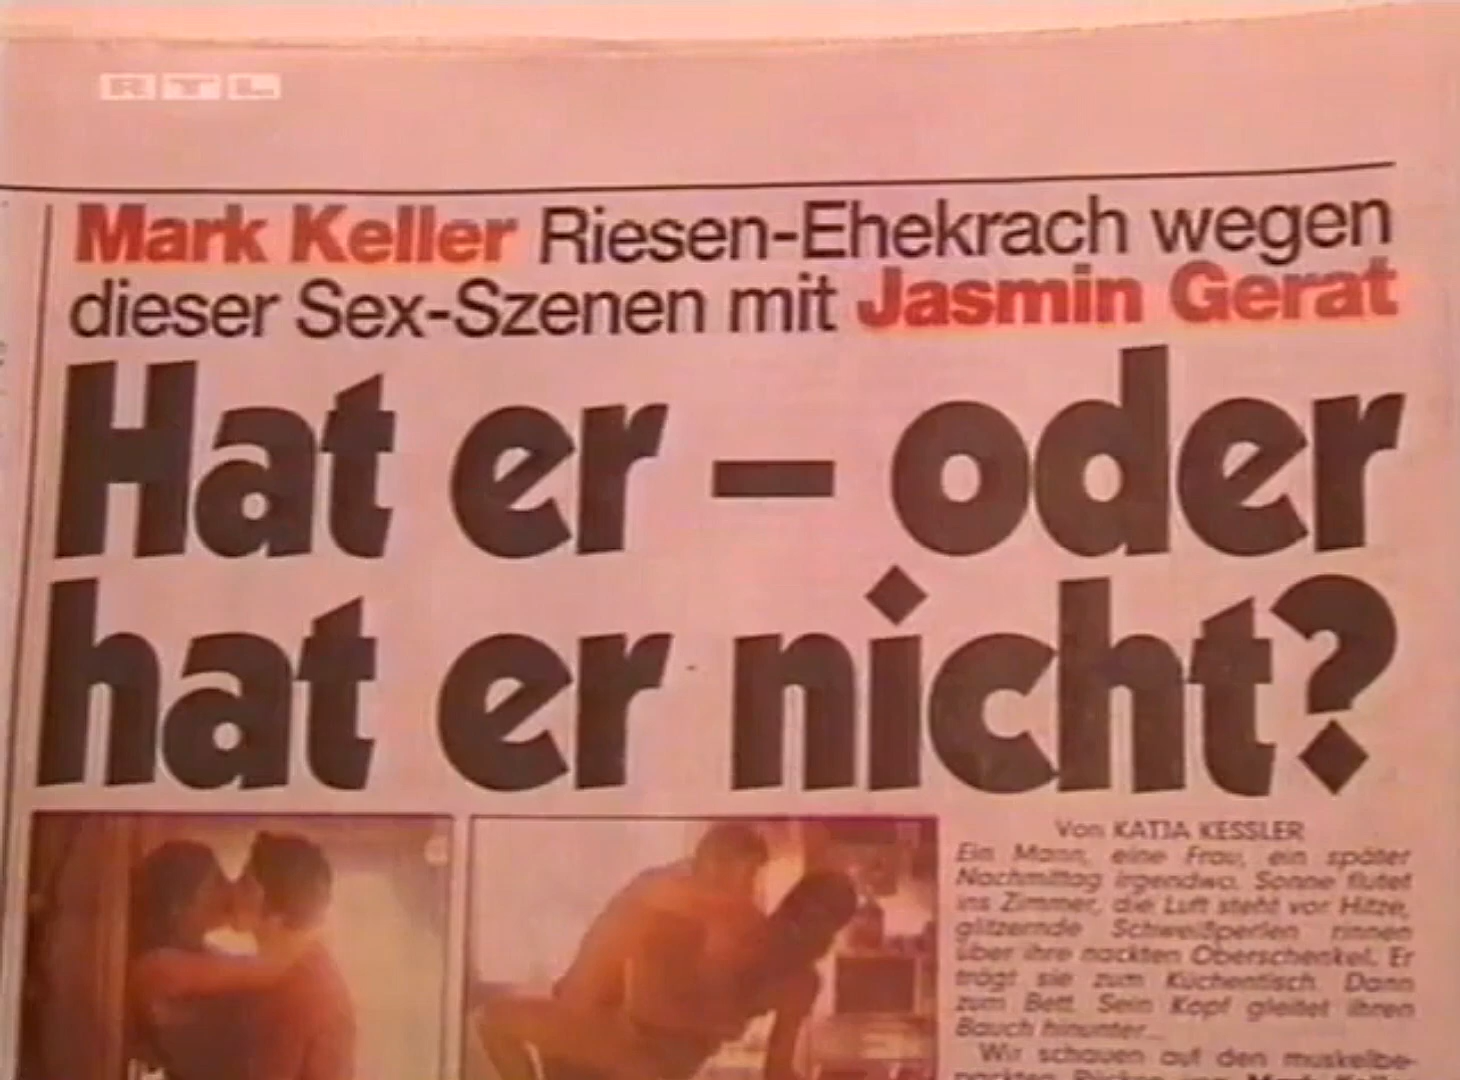 RTL
Mark Keller Riesen-Ehekrach wegen
dieser Sex-Szenen mit Jasmin Gerat
Hat er – oder
hat er nicht?
Von KATJA KESSLER
Ein Mann, eine Frau, ein später
Nachmittag irgendwo. Sonne flutet
ins Zimmer, die Luft steht vor Hitze,
glitzernde Schweißperlen rinnen
über ihre nackten Oberschenkel. Er
trägt sie zum Küchentisch. Dann
zum Bett. Sein Kopf gleitet ihren
Bauch hinunter...
Wir schauen auf den muskelbe-